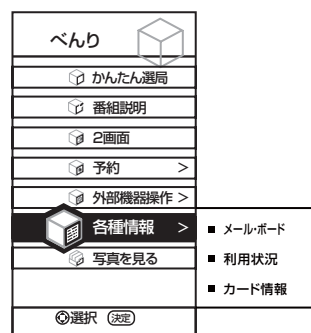 べんり
かんたん選局
番組説明
2画面
予約 >
外部機器操作 >
各種情報 >
■ メール・ボード
写真を見る
■ 利用状況
■ カード情報
選択 決定